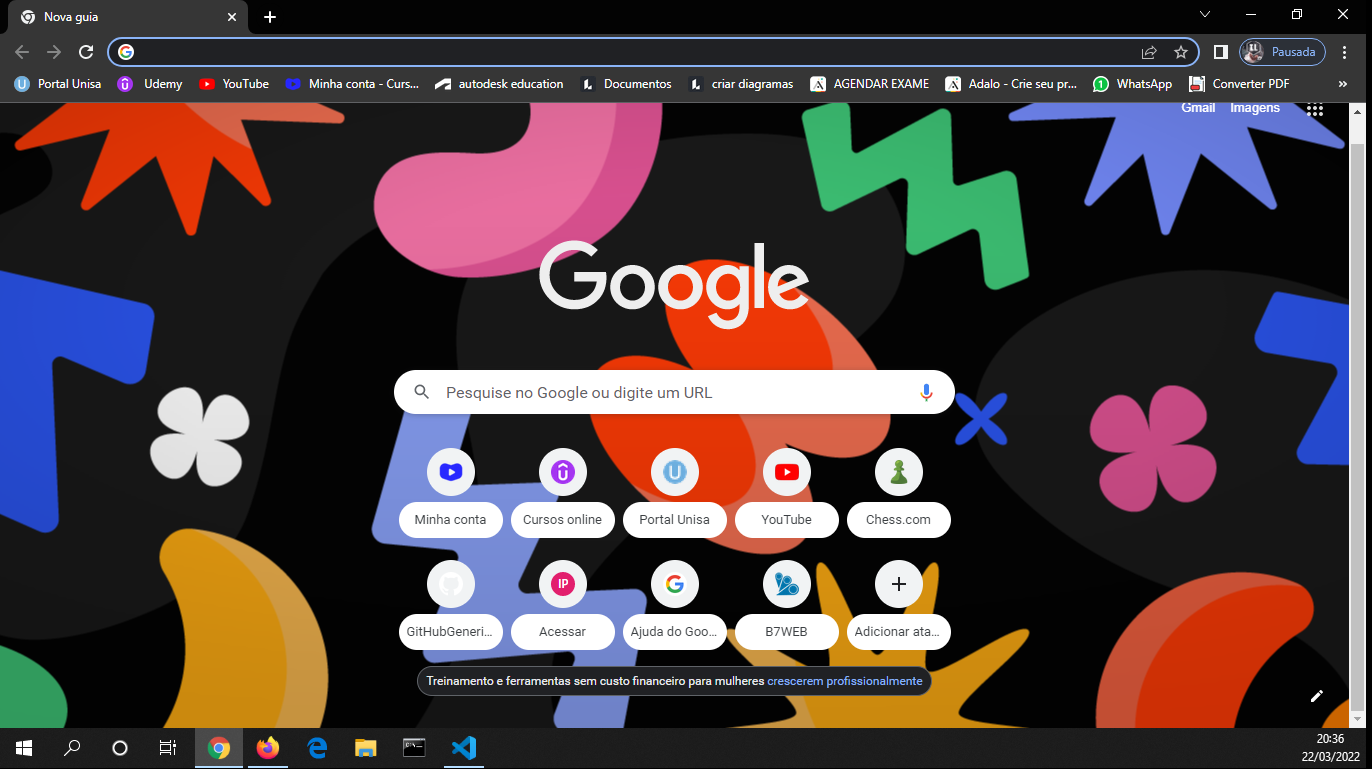 Nova guia
Pausada
Portal Unisa
Udemy
YouTube
Minha conta - Curs...
autodesk education
Documentos
criar diagramas
AGENDAR EXAME
Adalo - Crie seu pr...
WhatsApp
Converter PDF
»
Gmail Imagens
Google
Pesquise no Google ou digite um URL
Minha conta
Cursos online
Portal Unisa
YouTube
Chess.com
IP
GitHubGeneri...
Acessar
Ajuda do Goo...
B7WEB
Adicionar ata...
Treinamento e ferramentas sem custo financeiro para mulheres crescerem profissionalmente
20:36
22/03/2022